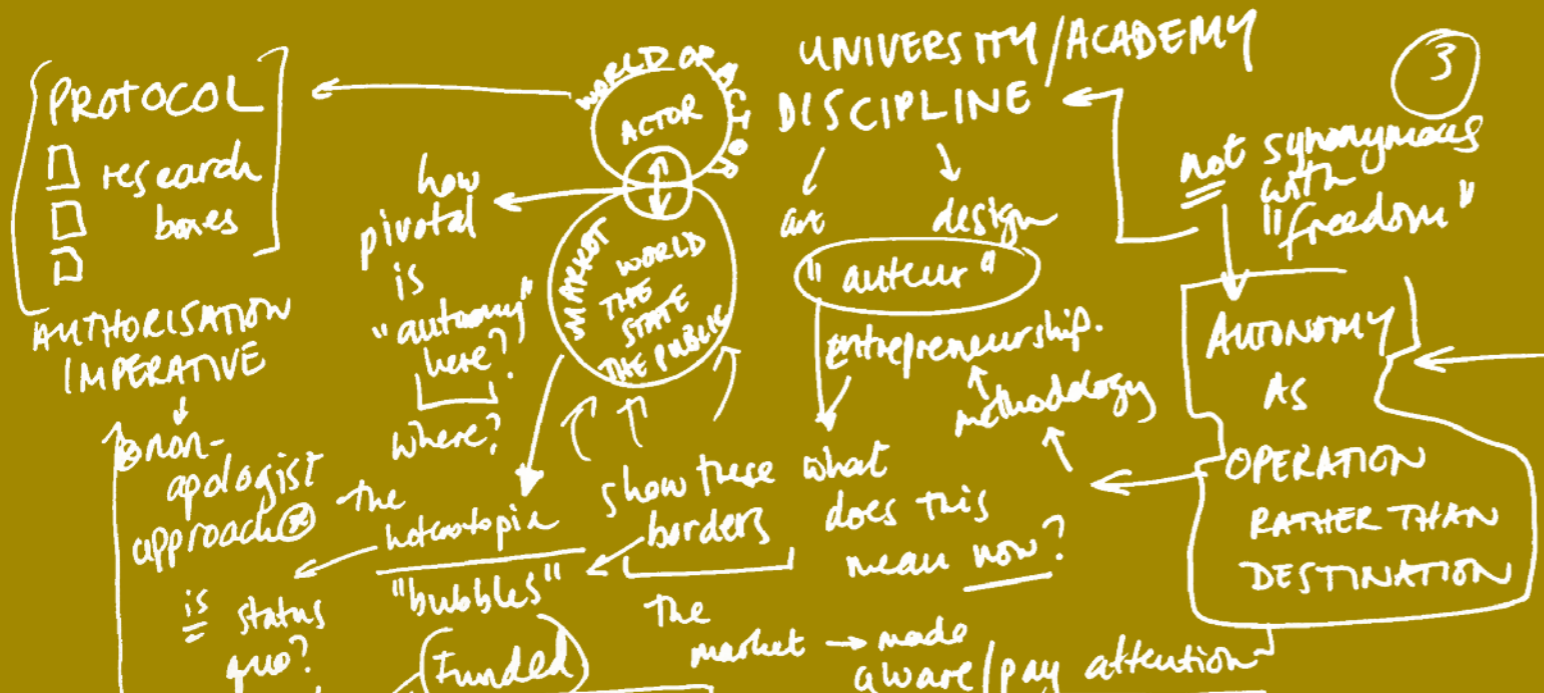 UNIVERSITY/ACADEMY
DISCIPLINE
3
PROTOCOL
research
boxes
AUTHORISATION
IMPERATIVE
non-
apologist
approach
is status
quo?
WORLD OF ACTOR
ACTOR
how
pivotal
is
"autonomy"
here?
where?
MARKET
WORLD
THE
STATE
THE PUBLIC
the
heterotopia
"bubbles"
Funded
show these
borders
The
market → made
aware/pay attention
art
design
"auteur"
entrepreneurship.
methodology
what
does this
mean now?
not synonymous
with
"freedom"
AUTONOMY
AS
OPERATION
RATHER THAN
DESTINATION